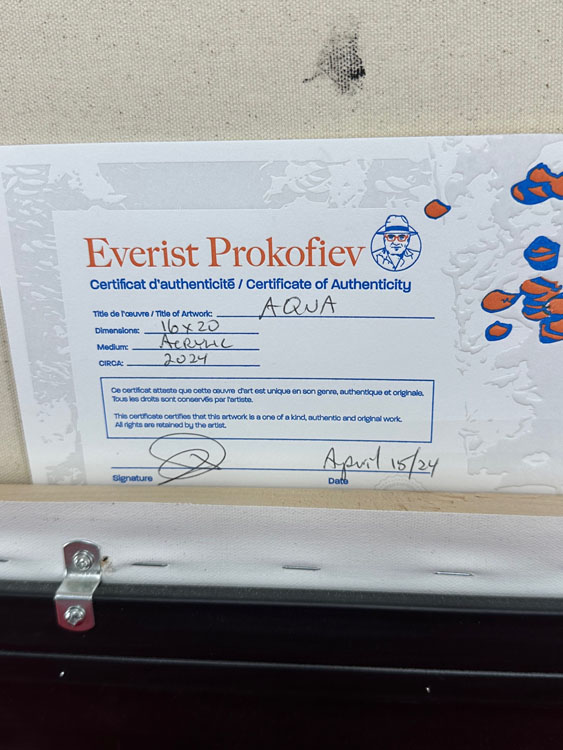 Everist Prokofiev
Certificat d'authenticité / Certificate of Authenticity
Titre de l'œuvre / Title of Artwork: AQUA
Dimensions: 16x20
Medium: ACRYLIC
CIRCA: 2024
Ce certificat atteste que cette œuvre d'art est unique en son genre, authentique et originale.
Tous les droits sont conservés par l'artiste.
This certificate certifies that this artwork is a one of a kind, authentic and original work.
All rights are retained by the artist.
April 15/24
Signature Date